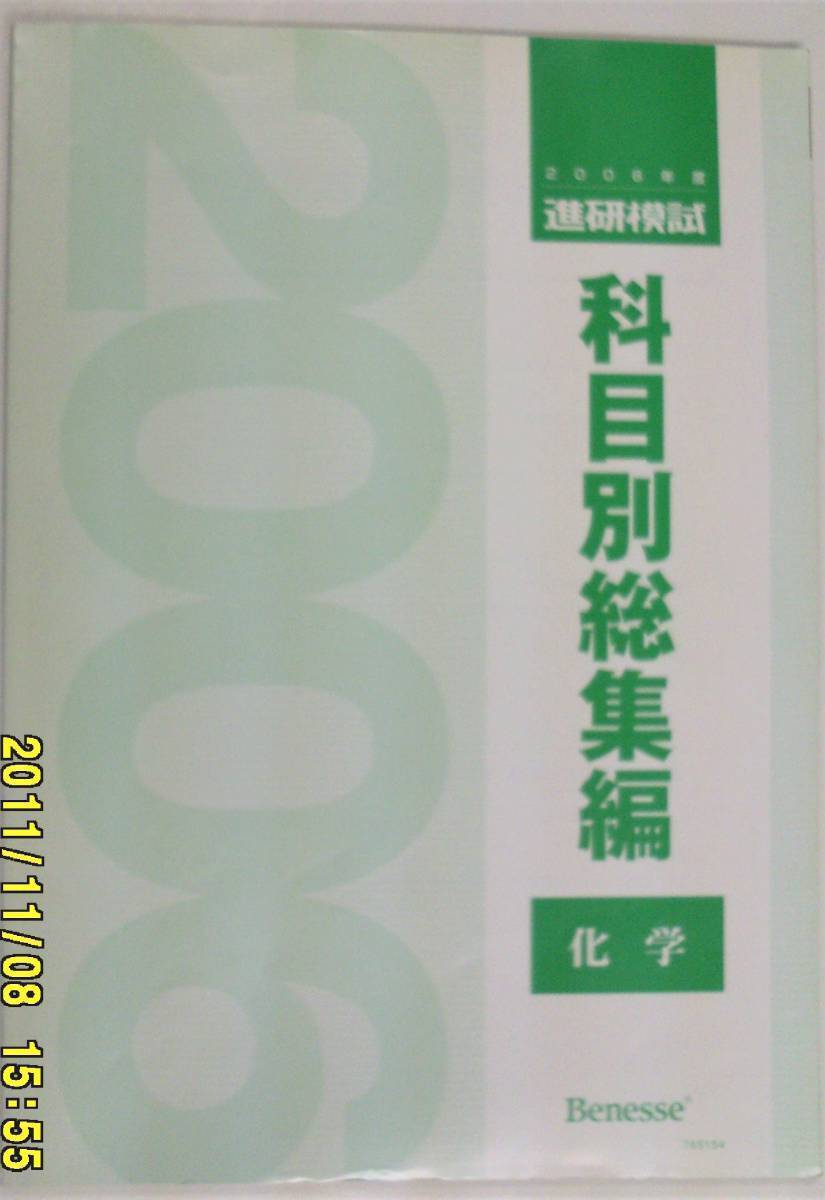 2006
2006年度
進研模試
科目別総集編
化学
Benesse®
2011/11/08 15:55